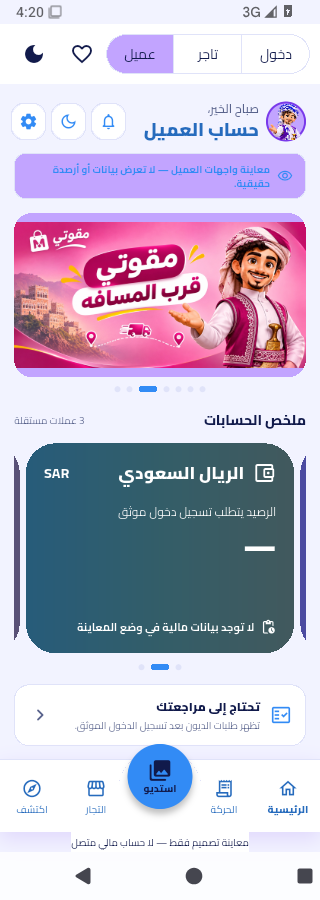 4:20
3G
دخول
تاجر
عميل
صباح الخير،
حساب العميل
معاينة واجهات العميل — لا تعرض بيانات أو أرصدة
حقيقية.
مقوتي
مقوتي
قرب المسافه
ملخص الحسابات
3 عملات مستقلة
الريال السعودي
SAR
الرصيد يتطلب تسجيل دخول موثق
—
لا توجد بيانات مالية في وضع المعاينة
تحتاج إلى مراجعتك
تظهر طلبات الديون بعد تسجيل الدخول الموثق.
الرئيسية
الحركة
استديو
التجار
اكتشف
معاينة تصميم فقط — لا حساب مالي متصل